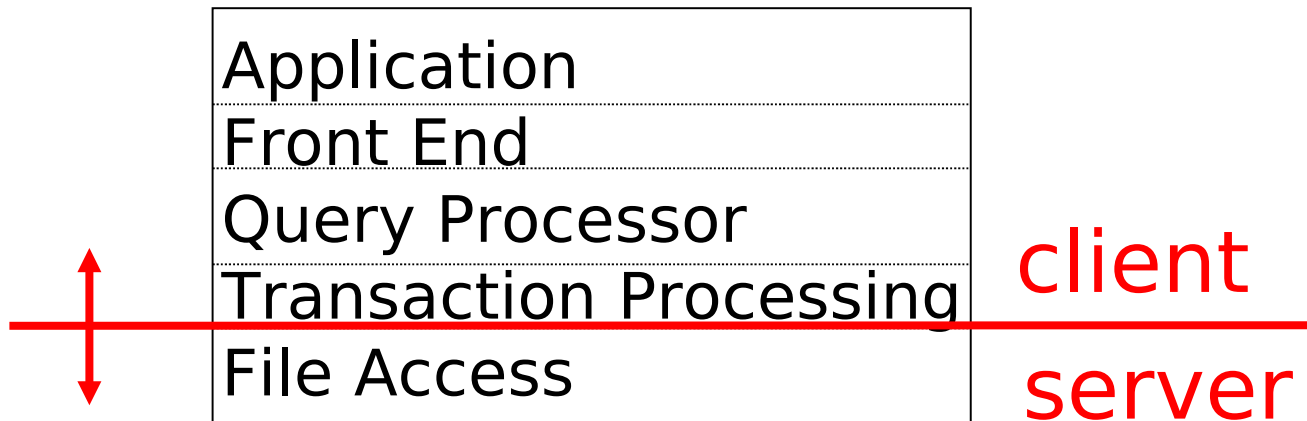 Application
Front End
Query Processor
Transaction Processing
File Access
client
server